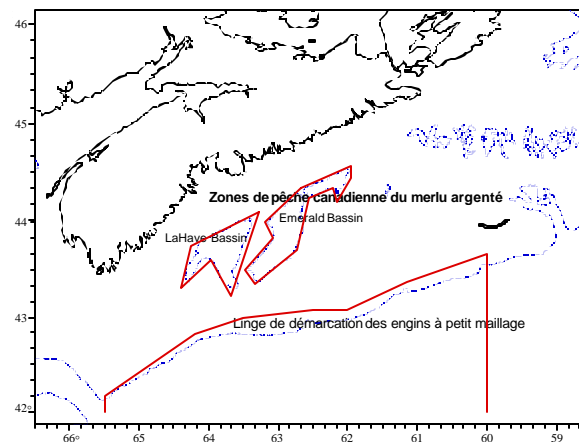 46
45
Zones de pêche canadienne du merlu argenté
44
Emerald Bassin
LaHave Bassin
43
Linge de démarcation des engins à petit maillage
42°
66° 65 64 63 62 61 60 59